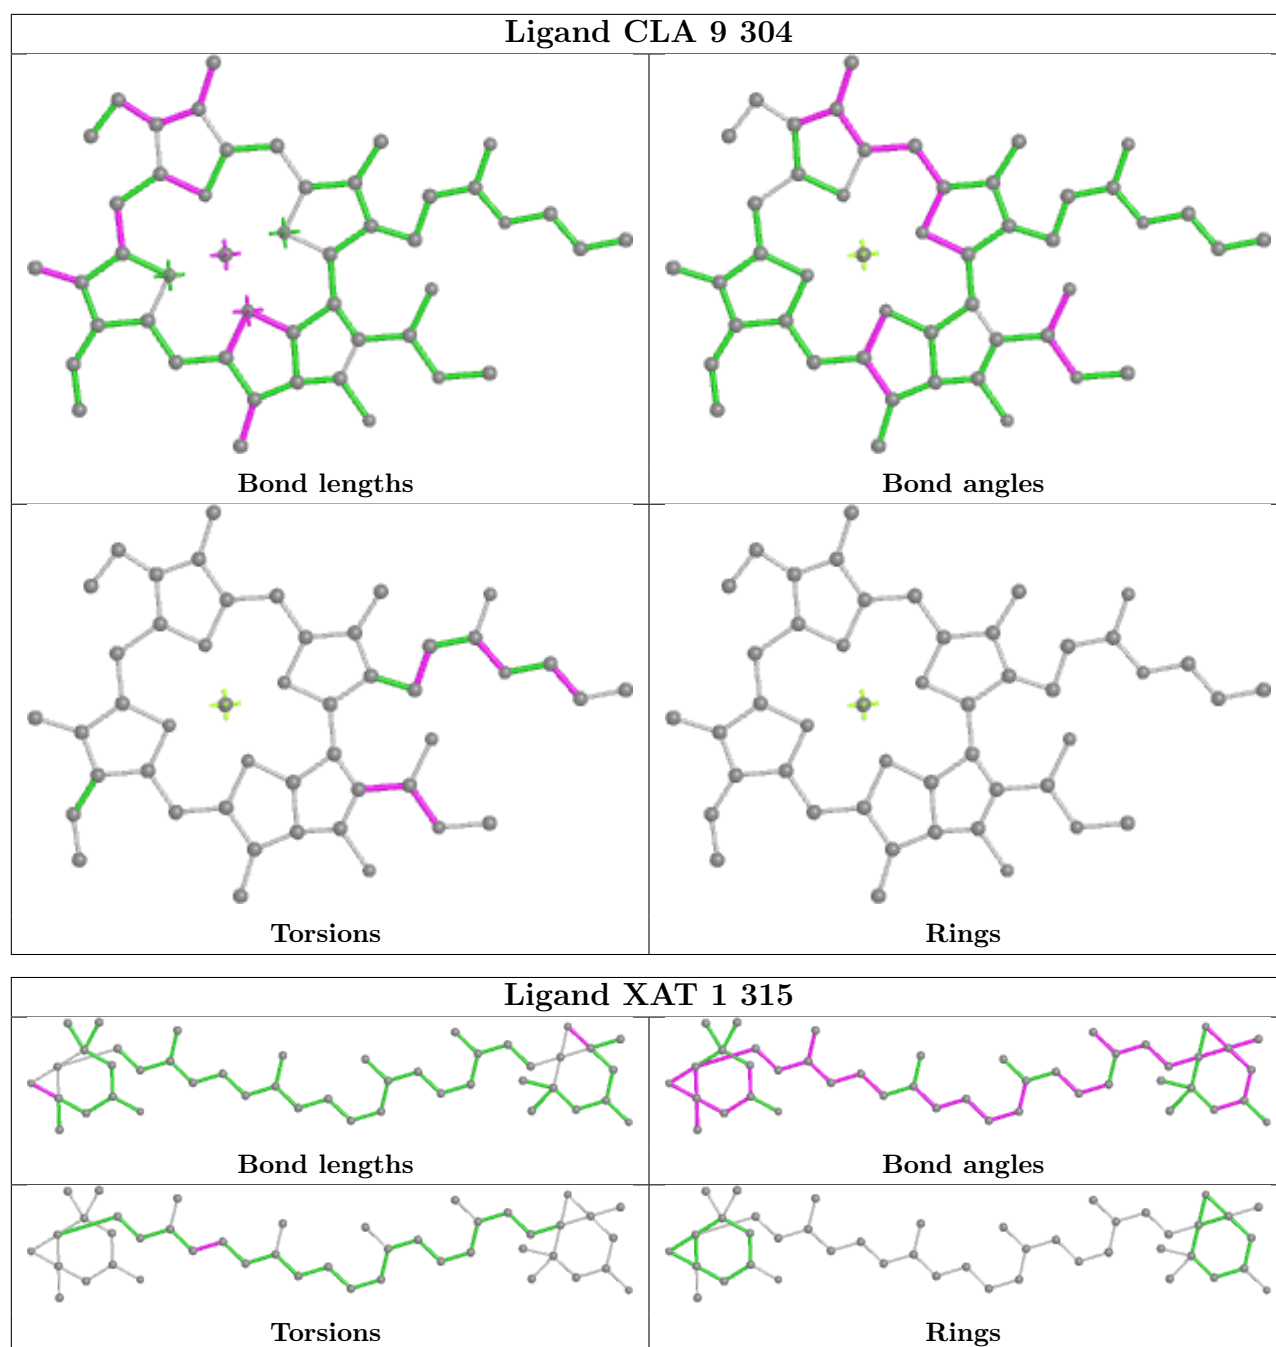 Ligand CLA 9 304
Bond lengths
Bond angles
Torsions
Rings
Ligand XAT 1 315
Bond lengths
Bond angles
Torsions
Rings